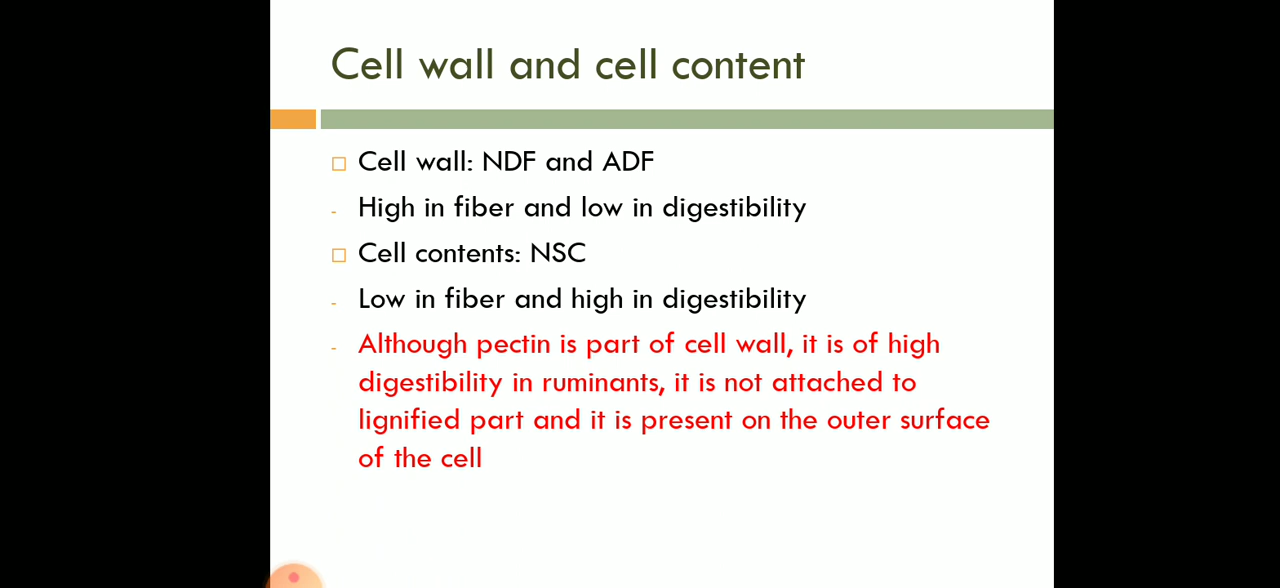 Cell wall and cell content
Cell wall: NDF and ADF
- High in fiber and low in digestibility
Cell contents: NSC
- Low in fiber and high in digestibility
- Although pectin is part of cell wall, it is of high
digestibility in ruminants, it is not attached to
lignified part and it is present on the outer surface
of the cell